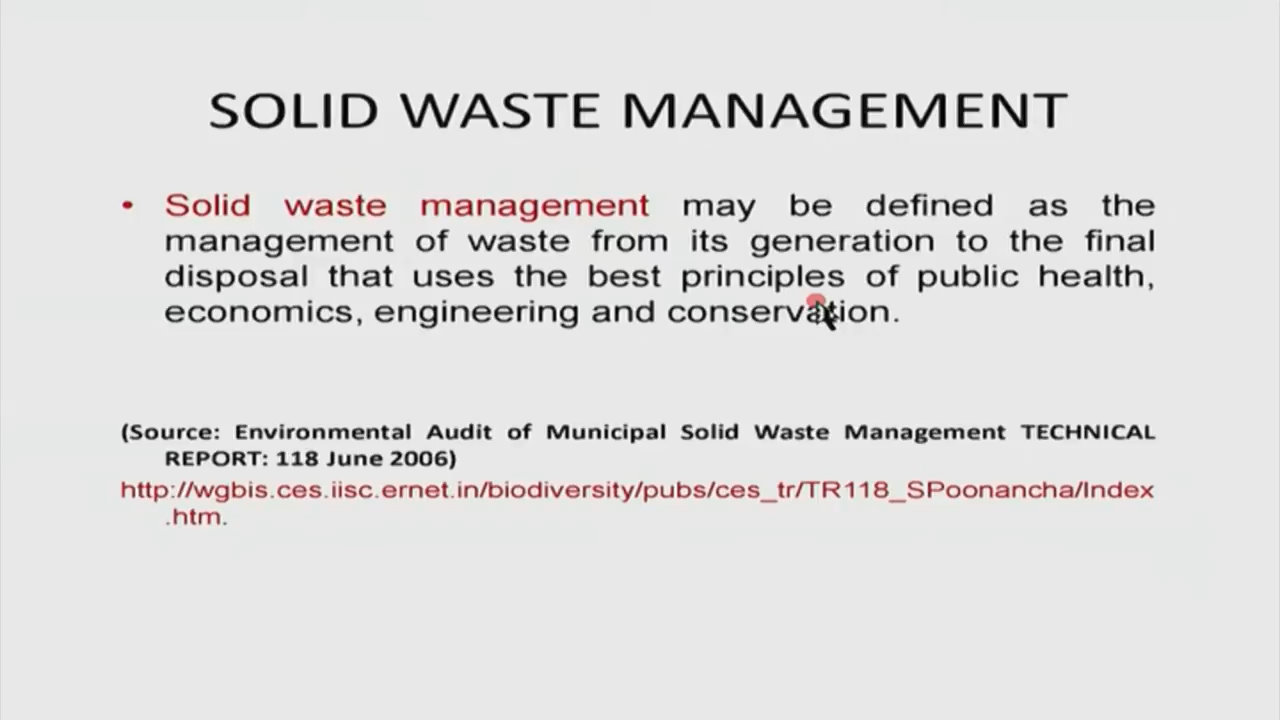 SOLID WASTE MANAGEMENT
• Solid waste management may be defined as the
management of waste from its generation to the final
disposal that uses the best principles of public health,
economics, engineering and conservation.
(Source: Environmental Audit of Municipal Solid Waste Management TECHNICAL
REPORT: 118 June 2006)
http://wgbis.ces.iisc.ernet.in/biodiversity/pubs/ces_tr/TR118_SPoonancha/Index
.htm.